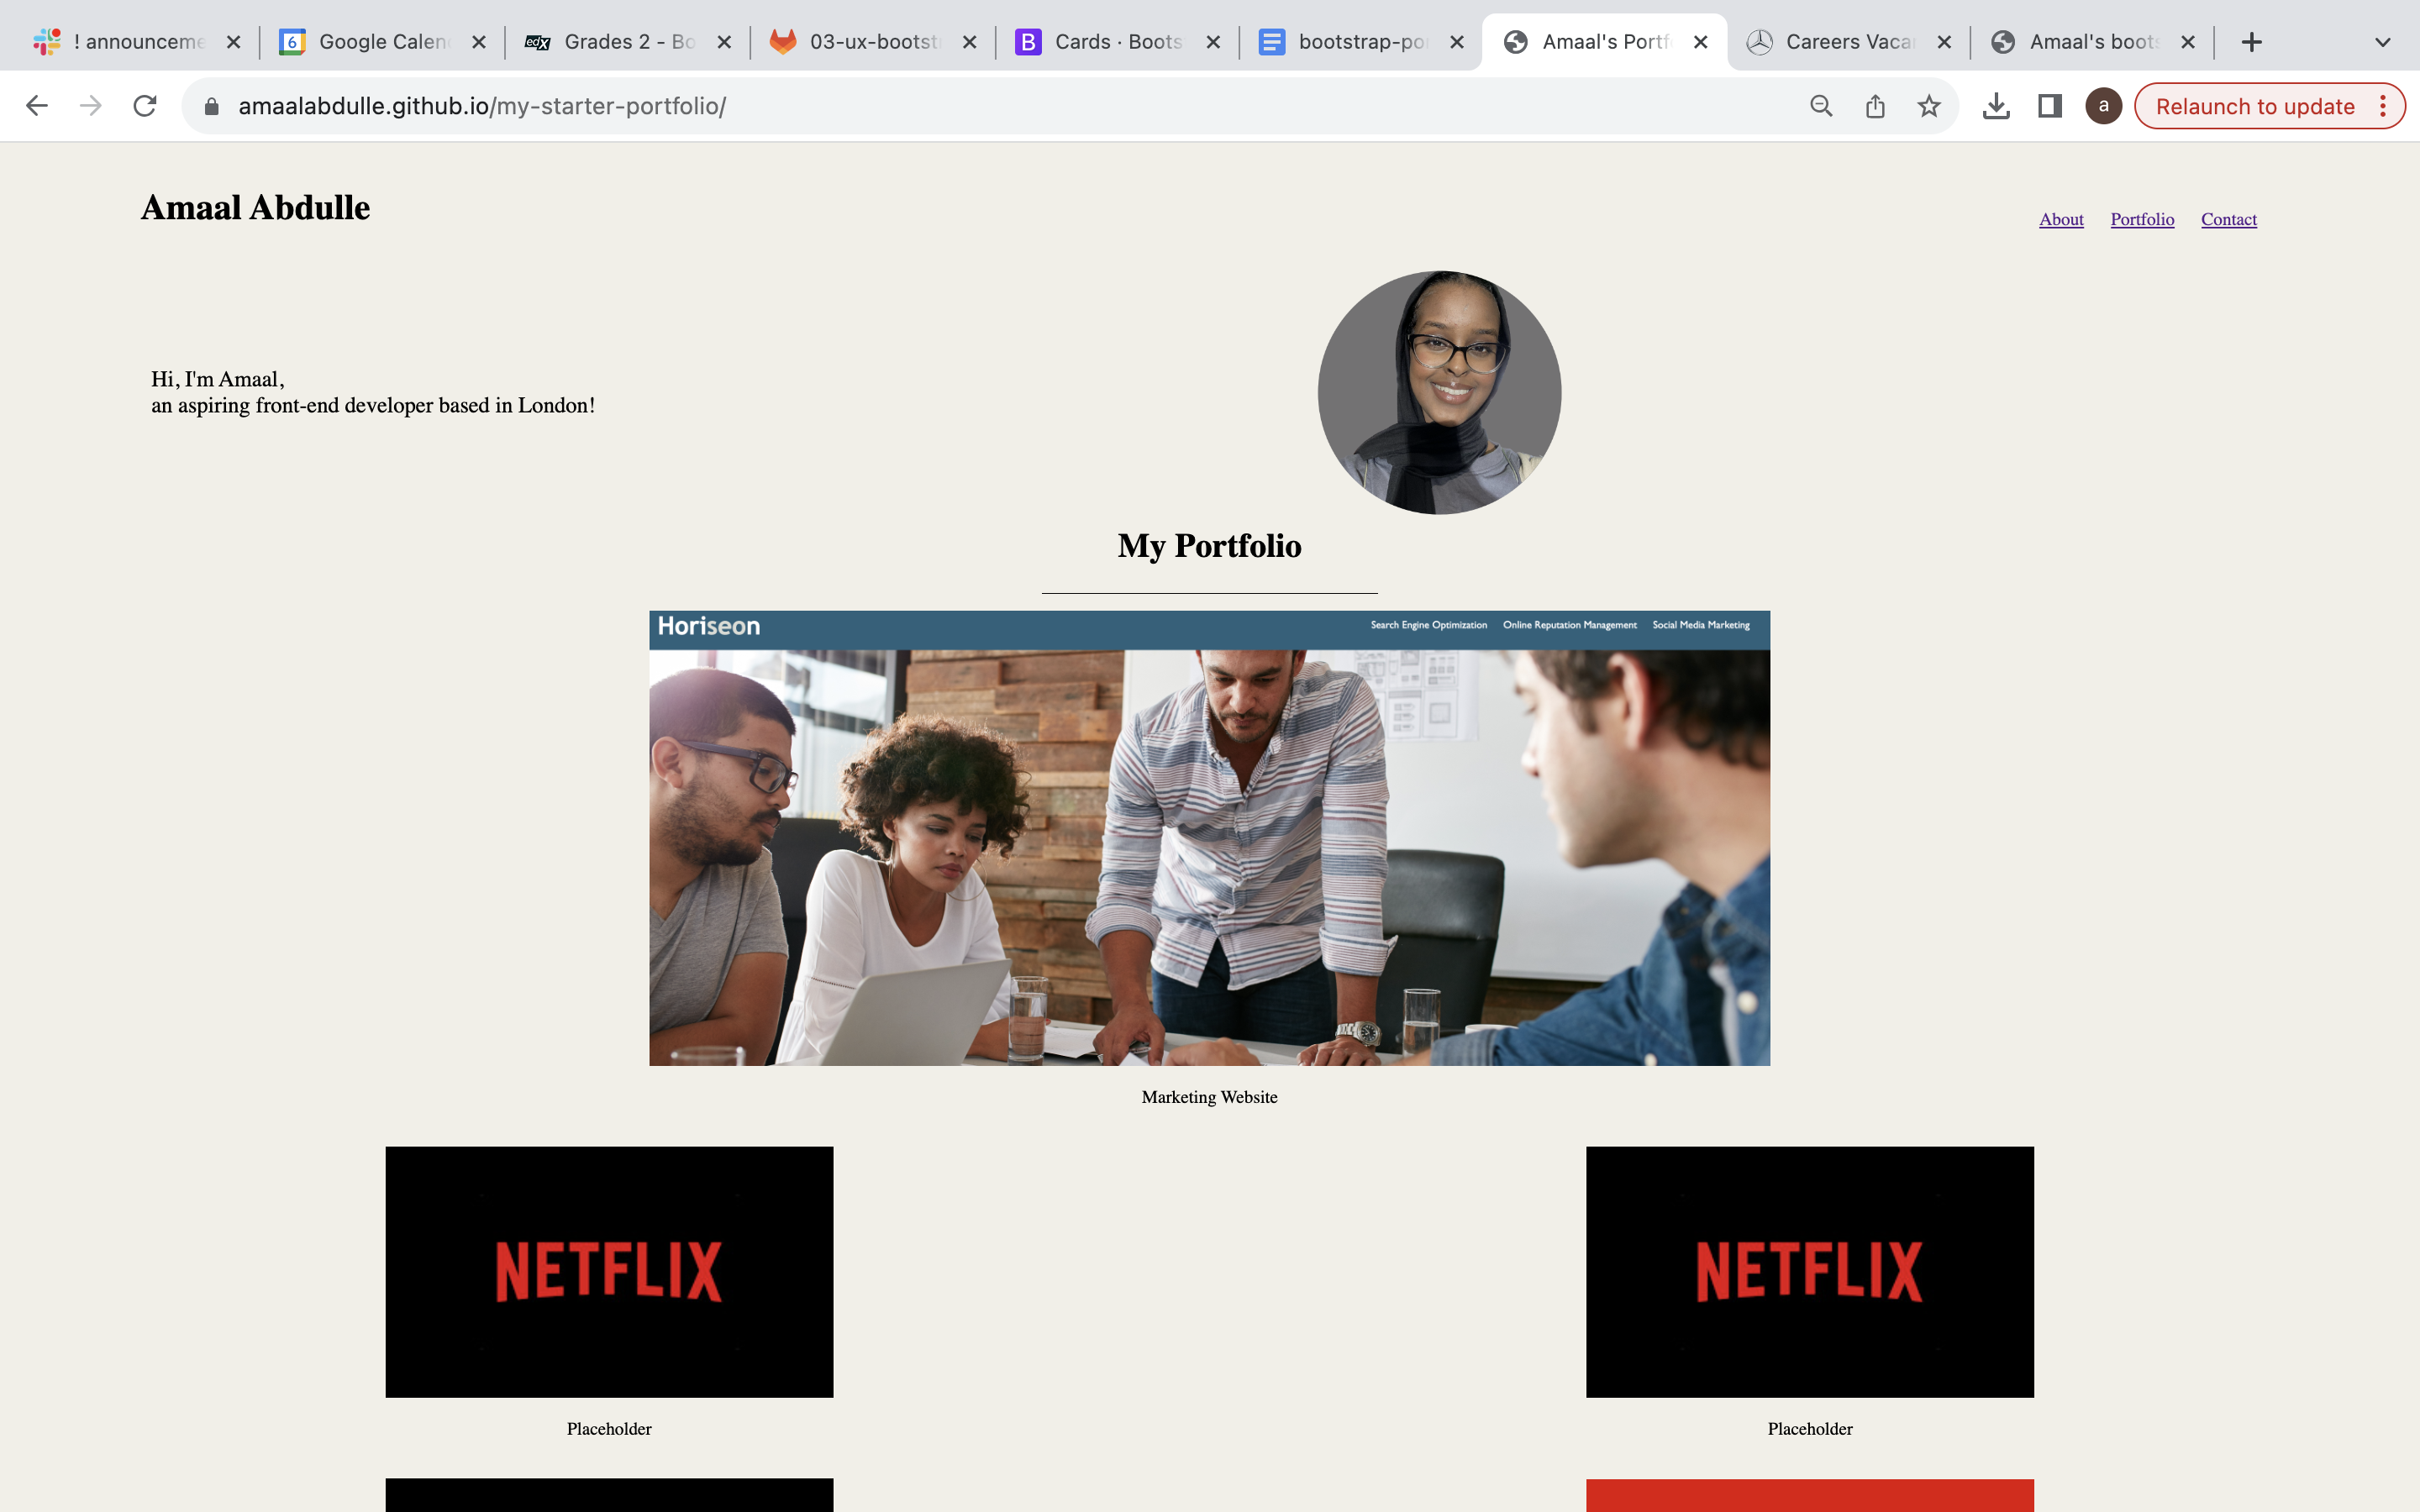 ! announceme
6
Google Calen
edX
Grades 2 - Bo
03-ux-bootst
B
Cards · Boots
bootstrap-po
Amaal's Portf
Careers Vaca
Amaal's boots
amaalabdulle.github.io/my-starter-portfolio/
a
Relaunch to update
Amaal Abdulle
About Portfolio Contact
Hi, I'm Amaal,
an aspiring front-end developer based in London!
My Portfolio
Horiseon
Search Engine Optimization Online Reputation Management Social Media Marketing
Marketing Website
NETFLIX
NETFLIX
Placeholder
Placeholder